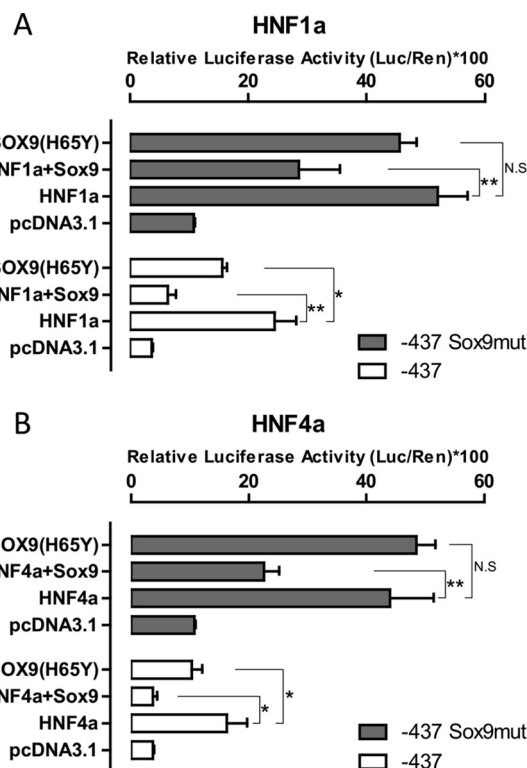 A
HNF1a
Relative Luciferase Activity (Luc/Ren)*100
0 20 40 60
OX9(H65Y)
NF1a+Sox9
HNF1a
pcDNA3.1
N.S
**
OX9(H65Y)
NF1a+Sox9
HNF1a
pcDNA3.1
*
**
-437 Sox9mut
-437
B
HNF4a
Relative Luciferase Activity (Luc/Ren)*100
0 20 40 60
OX9(H65Y)
NF4a+Sox9
HNF4a
pcDNA3.1
N.S
**
OX9(H65Y)
NF4a+Sox9
HNF4a
pcDNA3.1
*
*
-437 Sox9mut
-437